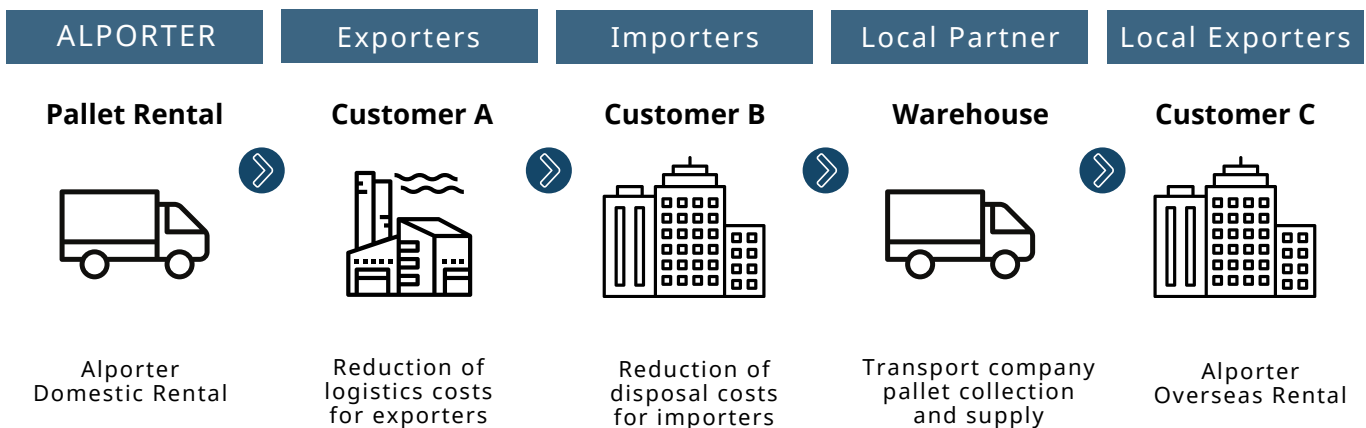 ALPORTER
Exporters
Importers
Local Partner
Local Exporters
Pallet Rental
Customer A
Customer B
Warehouse
Customer C
Alporter
Domestic Rental
Reduction of
logistics costs
for exporters
Reduction of
disposal costs
for importers
Transport company
pallet collection
and supply
Alporter
Overseas Rental